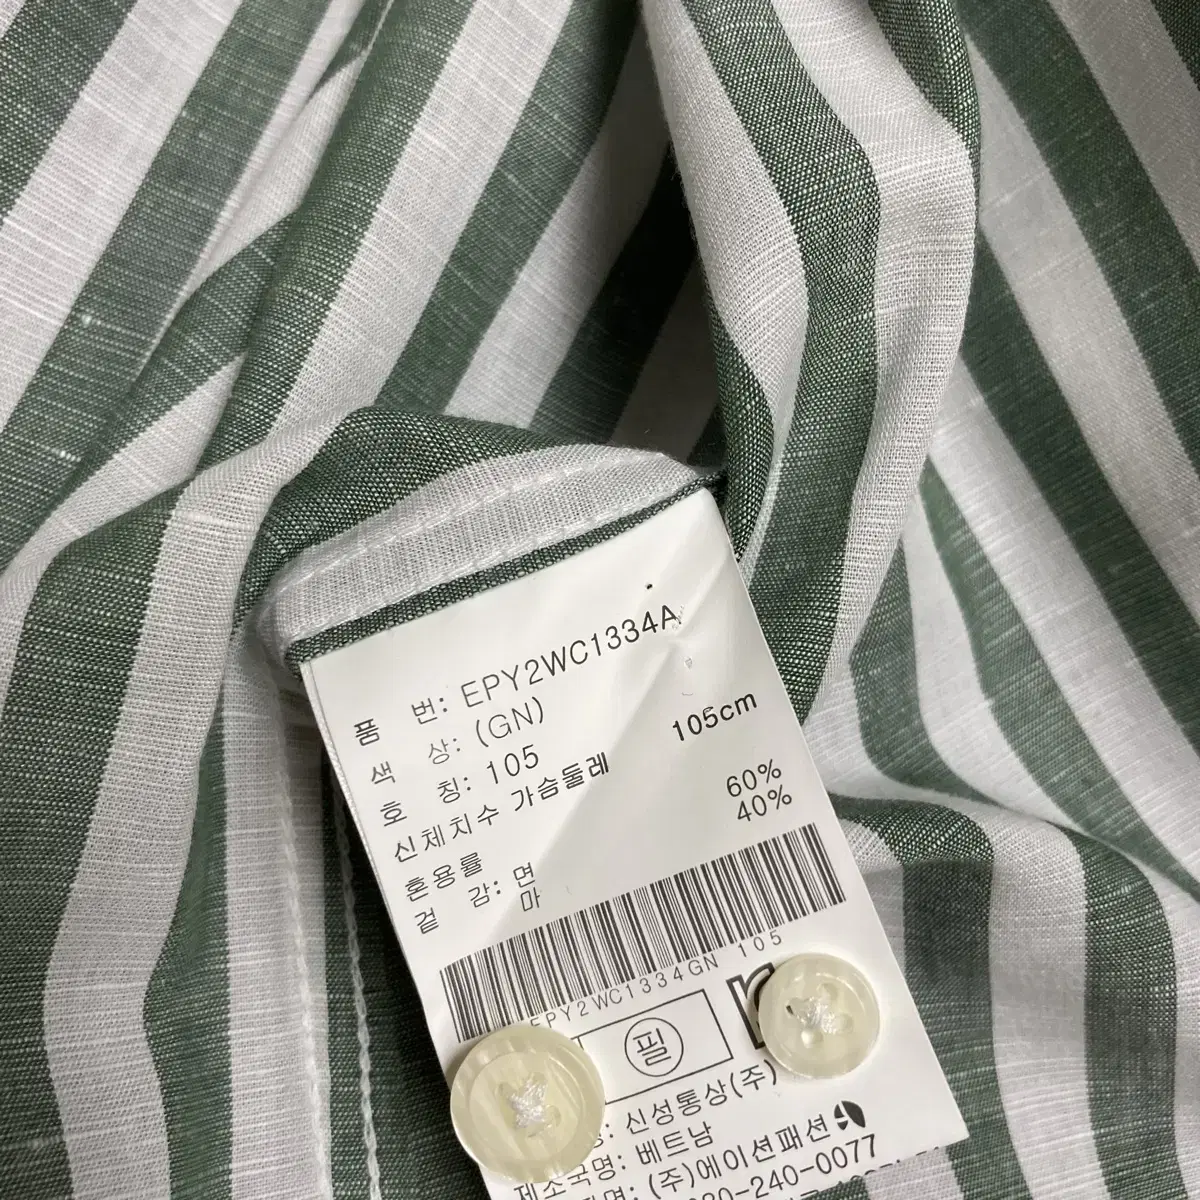 품 번: EPY2WC1334A
색 상: (GN)
호 칭: 105
신체치수 가슴둘레 105cm
혼용률
겉 감: 면 60%
마 40%
EPY2WC1334GN 105
필
신성통상(주)
제조국명: 베트남
(주)에이션패션
240-0077